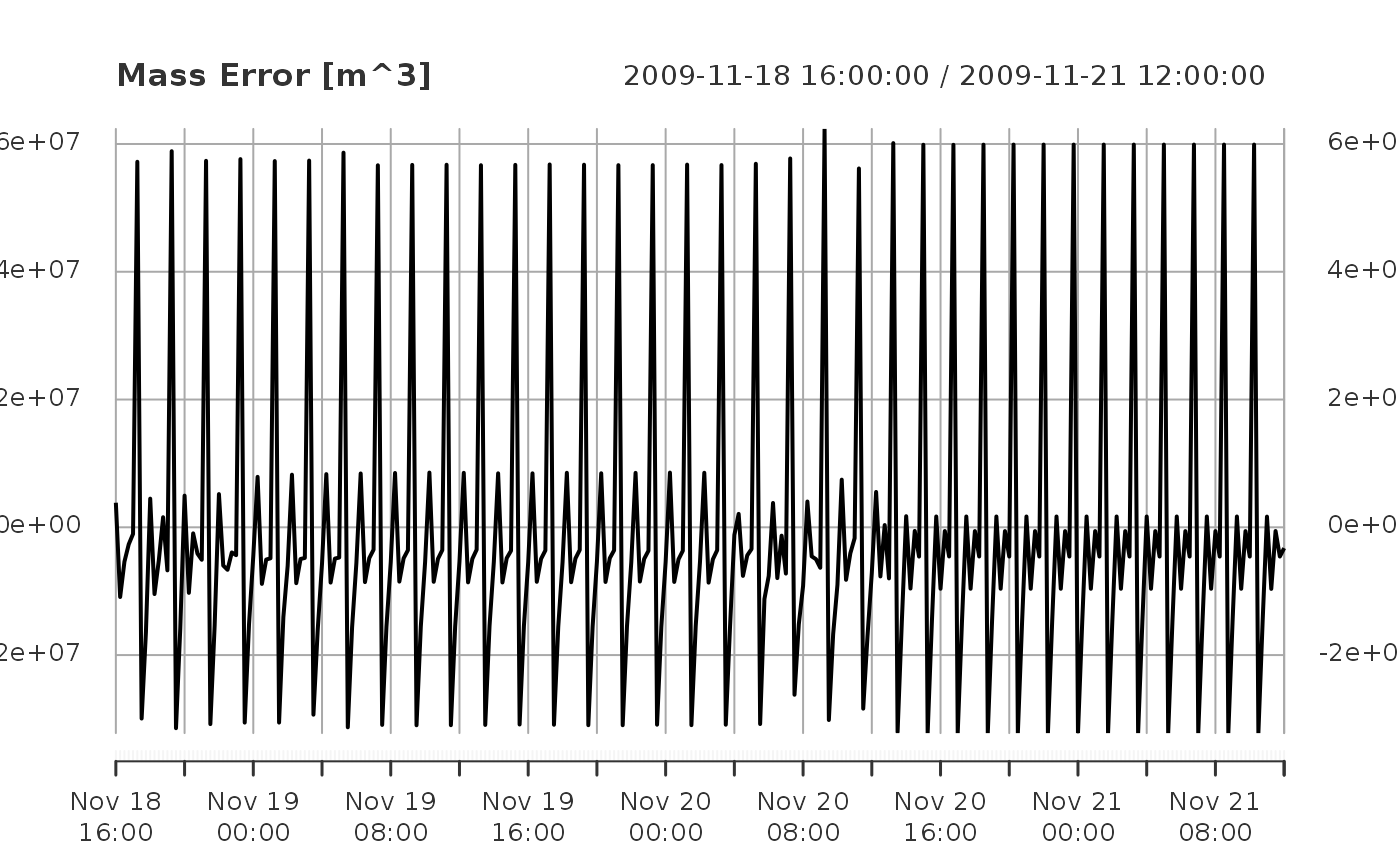 Mass Error [m^3] 2009-11-18 16:00:00 / 2009-11-21 12:00:00
6e+07 6e+0
4e+07 4e+0
2e+07 2e+0
0e+00 0e+0
2e+07 -2e+0
Nov 18 Nov 19 Nov 19 Nov 19 Nov 20 Nov 20 Nov 20 Nov 21 Nov 21
16:00 00:00 08:00 16:00 00:00 08:00 16:00 00:00 08:00